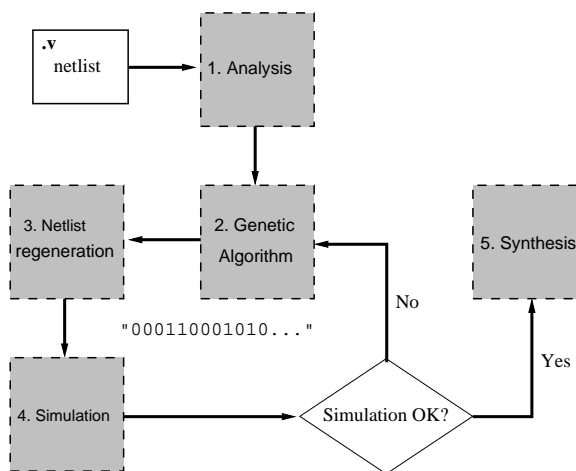 .v
netlist
1. Analysis
2. Genetic
Algorithm
3. Netlist
regeneration
"000110001010..."
4. Simulation
Simulation OK?
No
Yes
5. Synthesis